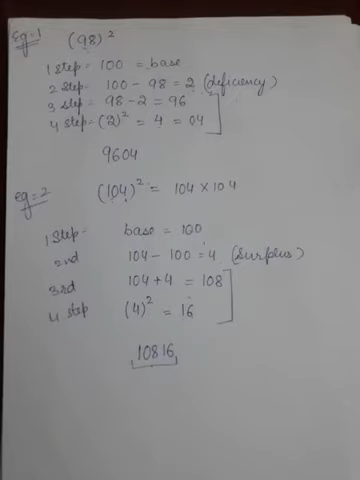 Eg=1
(98)²
1 step= 100 = base
2 step= 100 - 98 = 2 (deficiency)
3 step= 98-2 = 96
4 step= (2)² = 4 = 04
9604
eg=2
(104)² = 104 × 104
1 Step= base = 100
2nd 104 - 100 = 4 (Surplus)
3rd 104 + 4 = 108
4 step (4)² = 16
10816